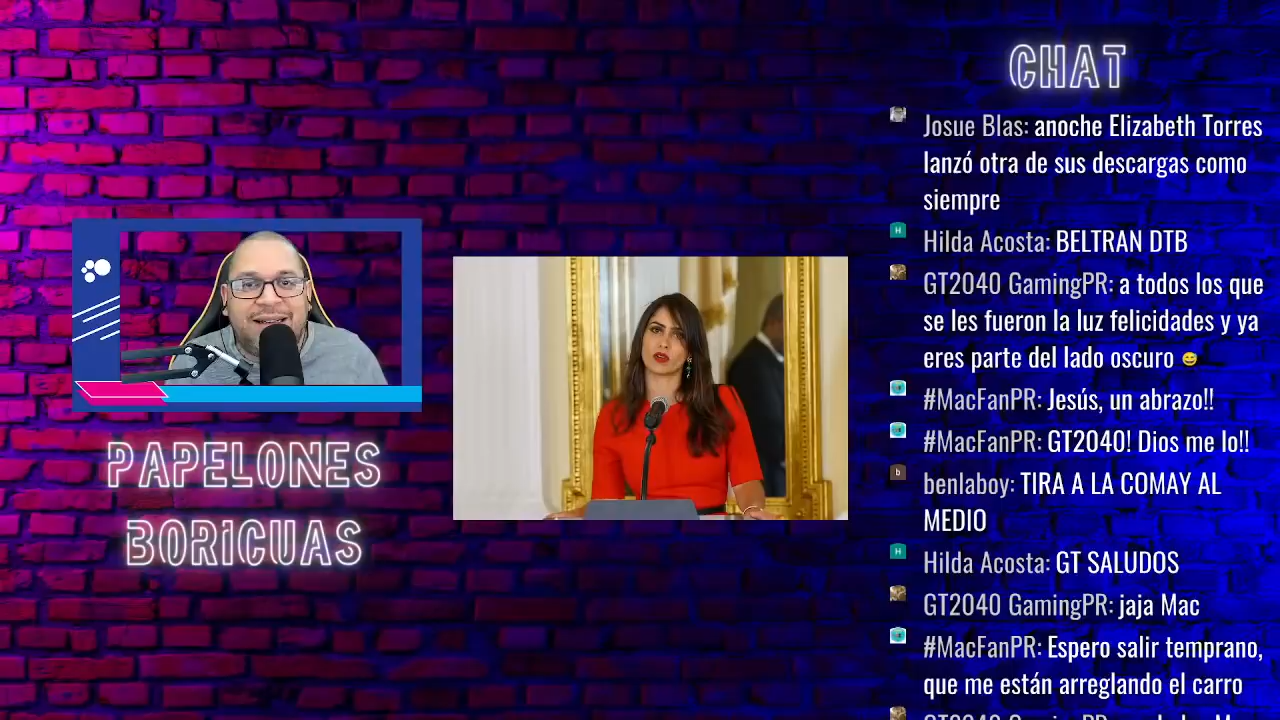 CHAT
Josue Blas: anoche Elizabeth Torres
lanzó otra de sus descargas como
siempre
Hilda Acosta: BELTRAN DTB
GT2040 GamingPR: a todos los que
se les fueron la luz felicidades y ya
eres parte del lado oscuro 😄
#MacFanPR: Jesús, un abrazo!!
#MacFanPR: GT2040! Dios me lo!!
benlaboy: TIRA A LA COMAY AL
MEDIO
Hilda Acosta: GT SALUDOS
GT2040 GamingPR: jaja Mac
#MacFanPR: Espero salir temprano,
que me están arreglando el carro
PAPELONES
BORICUAS